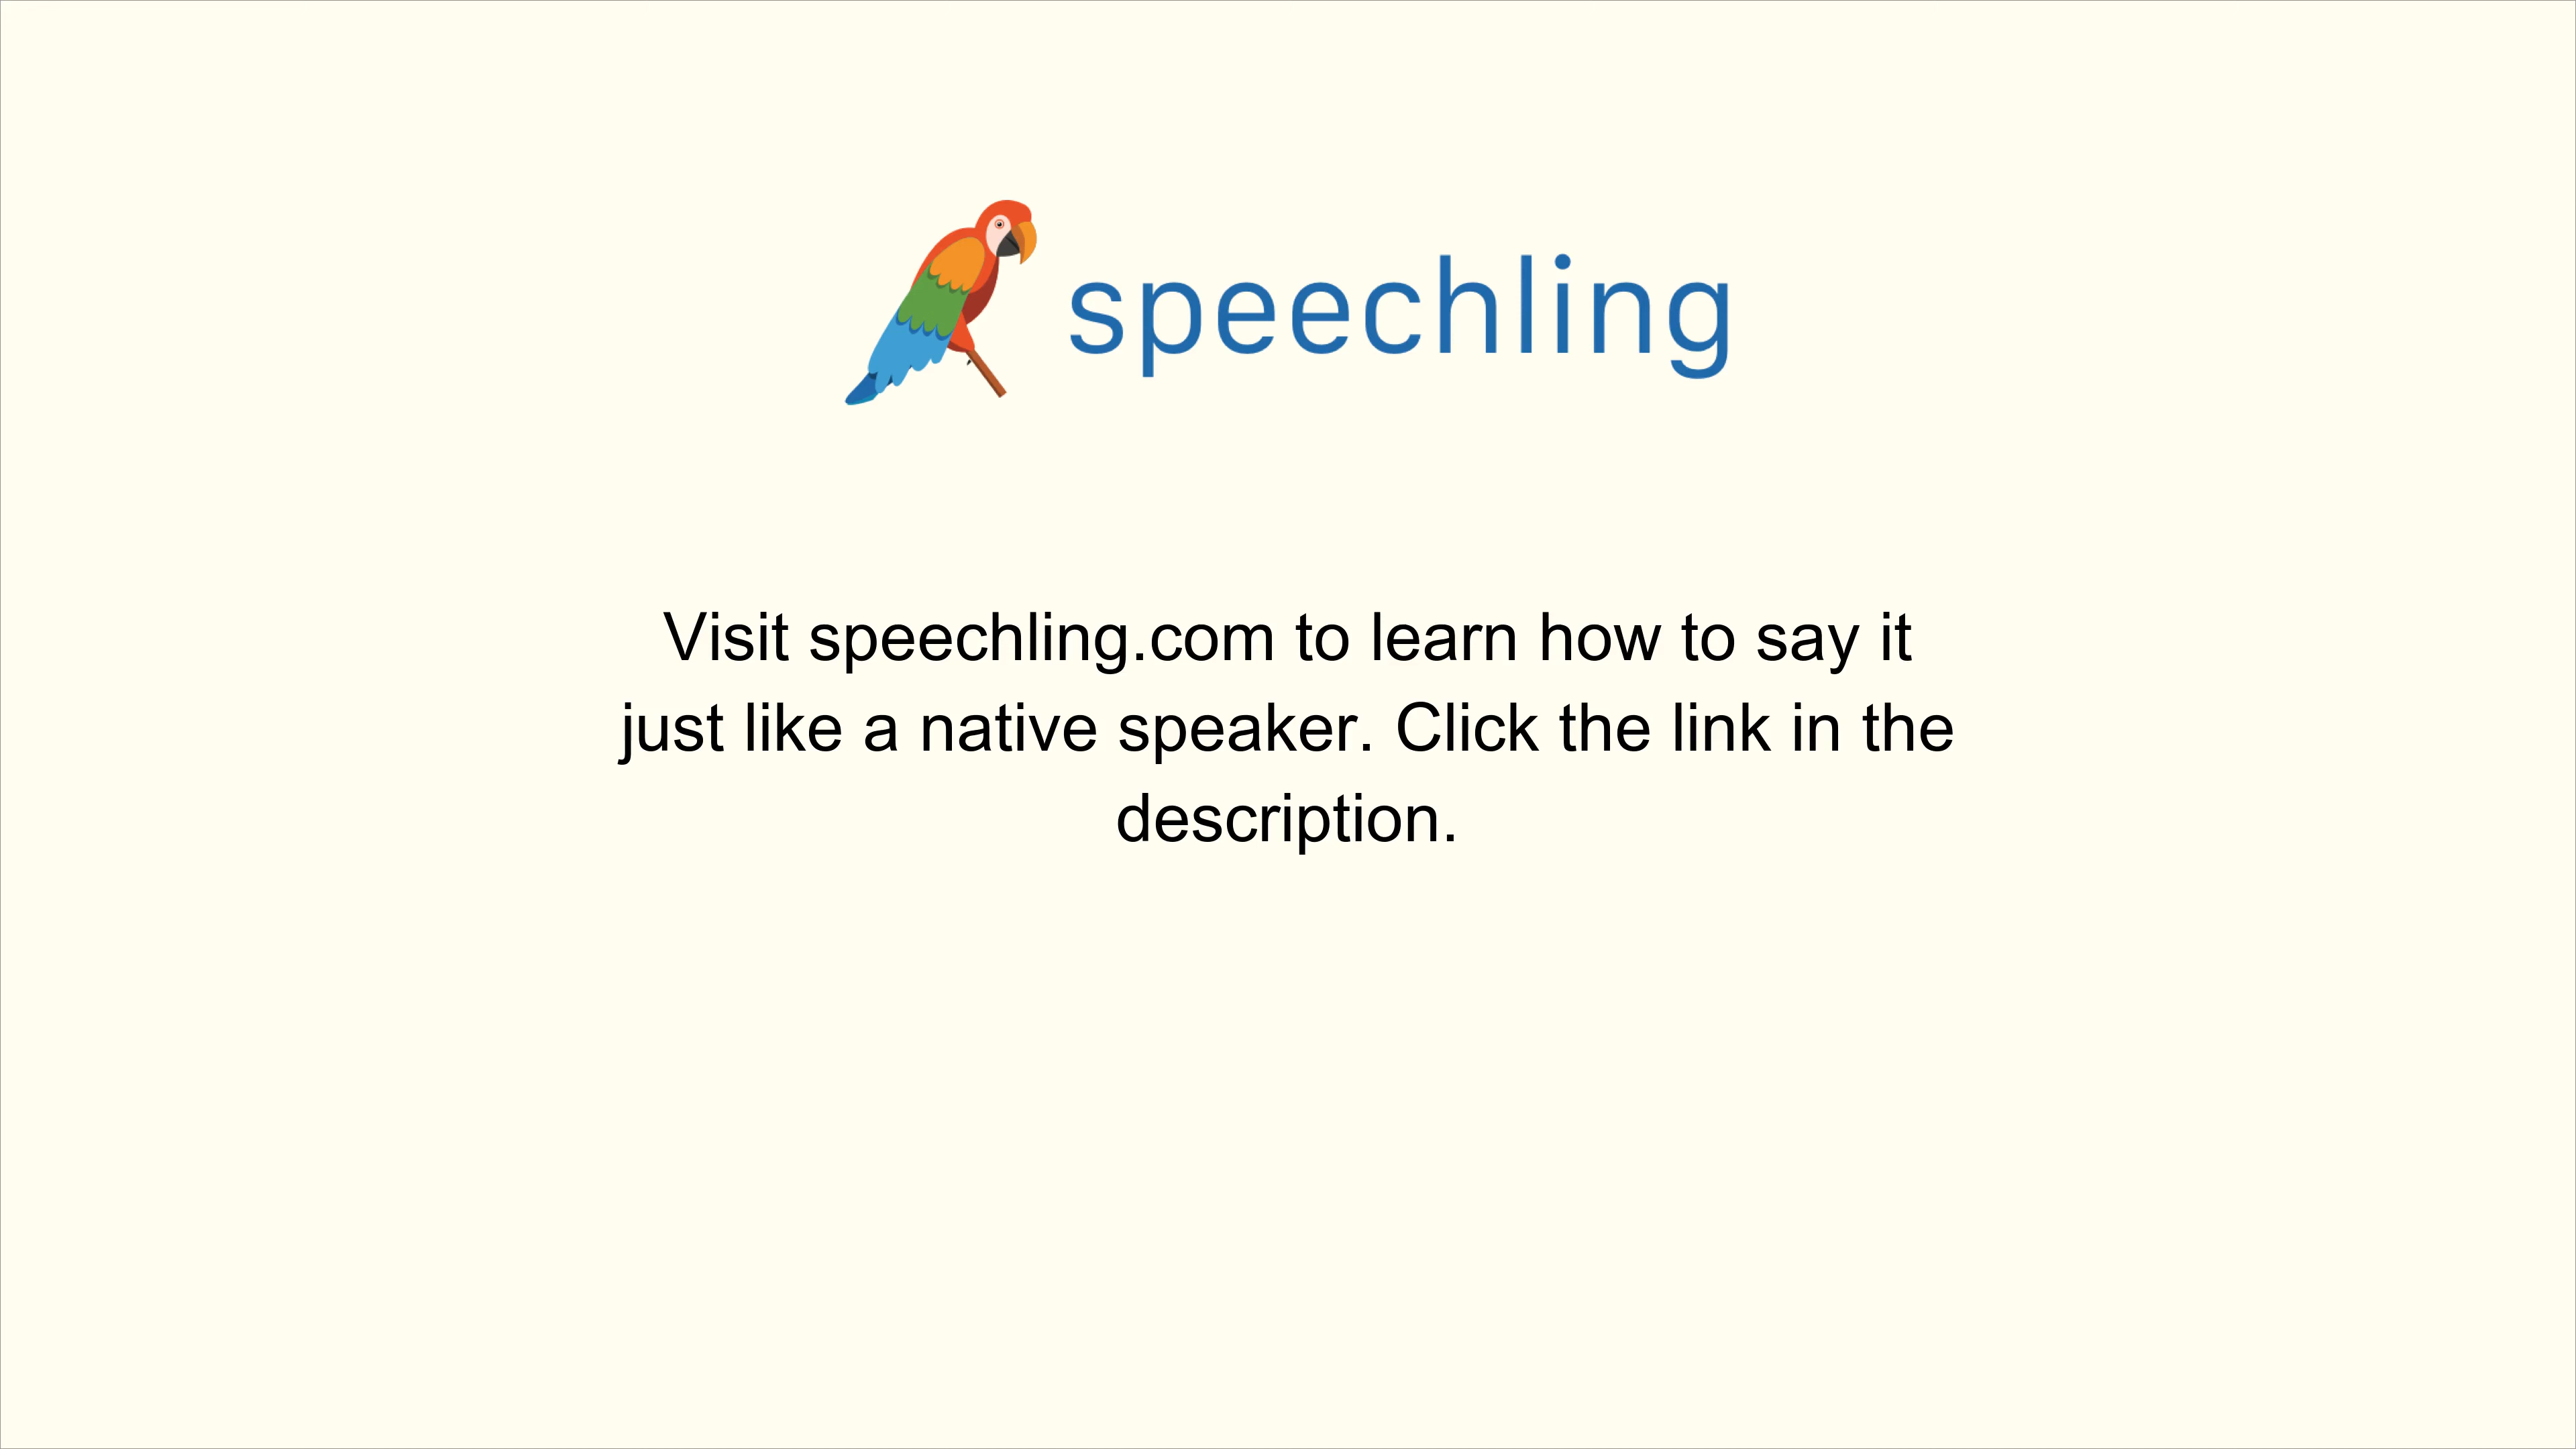 speechling
Visit speechling.com to learn how to say it
just like a native speaker. Click the link in the
description.